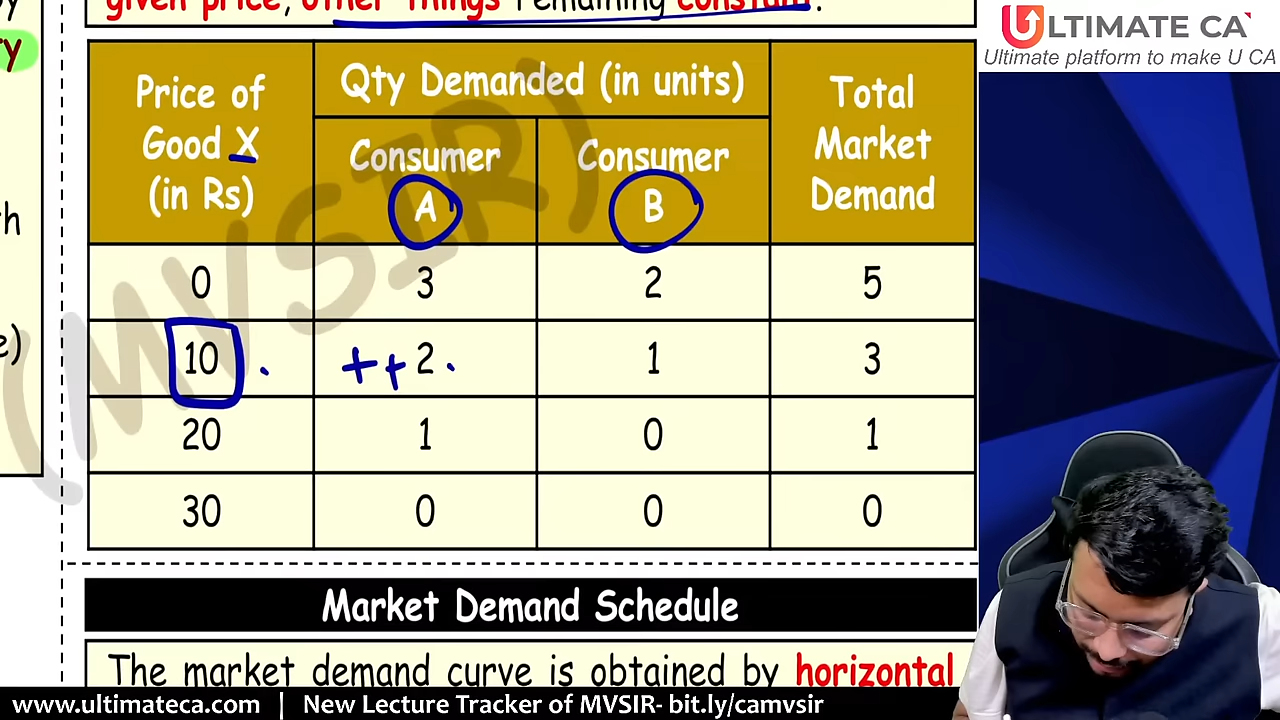 given price, other things remaining constant.
ULTIMATE CA
Ultimate platform to make U CA
ry
Price of Good X (in Rs)
Qty Demanded (in units)
Total Market Demand
Consumer A
Consumer B
0 3 2 5
10 ++ 2 1 3
20 1 0 1
30 0 0 0
th
e)
(MVSIR)
Market Demand Schedule
The market demand curve is obtained by horizontal
www.ultimateca.com | New Lecture Tracker of MVSIR- bit.ly/camvsir